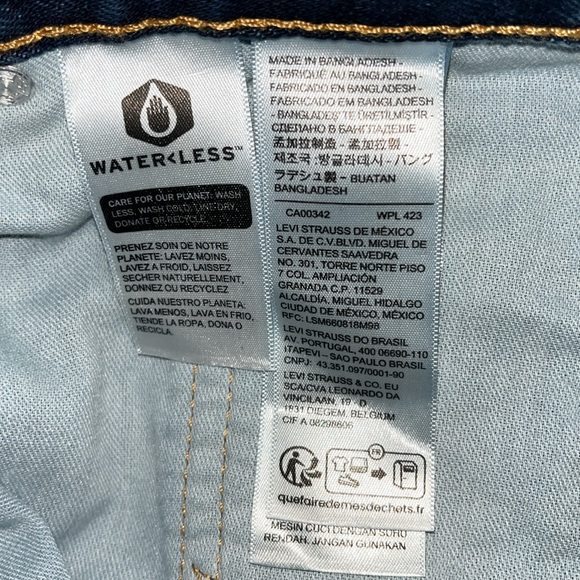 WATER<LESS™
CARE FOR OUR PLANET: WASH
LESS, WASH COLD, LINE DRY,
DONATE OR RECYCLE.
PRENEZ SOIN DE NOTRE
PLANETE: LAVEZ MOINS,
LAVEZ A FROID, LAISSEZ
SECHER NATURELLEMENT,
DONNEZ OU RECYCLEZ
CUIDA NUESTRO PLANETA:
LAVA MENOS, LAVA EN FRIO,
TIENDE LA ROPA, DONA O
RECICLA.
MADE IN BANGLADESH -
FABRIQUÉ AU BANGLADESH -
FABRICADO EN BANGLADESH -
FABRICADO EM BANGLADESH
- BANGLADEŞ'TE ÜRETİLMİŞTİR -
СДЕЛАНО В БАНГЛАДЕШЕ -
孟加拉制造 - 孟加拉製 -
제조국 :방글라데시 - バング
ラデシュ製 - BUATAN
BANGLADESH
CA00342 WPL 423
LEVI STRAUSS DE MÉXICO
S.A. DE C.V.BLVD. MIGUEL DE
CERVANTES SAAVEDRA
NO. 301, TORRE NORTE PISO
7 COL. AMPLIACIÓN
GRANADA C.P. 11529
ALCALDÍA. MIGUEL HIDALGO
CIUDAD DE MÉXICO, MÉXICO
RFC: LSM660818M98
LEVI STRAUSS DO BRASIL
AV. PORTUGAL, 400 06690-110
ITAPEVI – SAO PAULO BRASIL
CNPJ: 43.351.097/0001-90
LEVI STRAUSS & CO. EU
SCA/CVA LEONARDO DA
VINCILAAN, 19 - D
1831 DIEGEM, BELGIUM
CIF A 08298806
FR
quefairedemesdechets.fr
MESIN CUCI DENGAN SUHU
RENDAH. JANGAN GUNAKAN